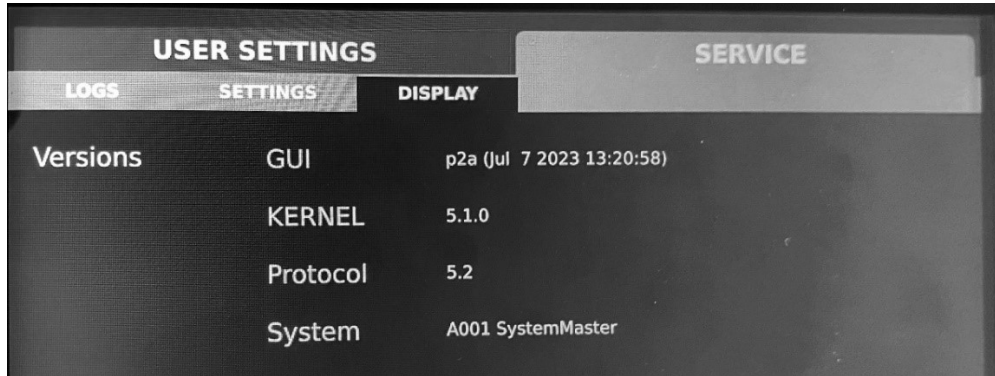 USER SETTINGS SERVICE
LOGS SETTINGS DISPLAY
Versions GUI p2a (Jul  7 2023 13:20:58)
KERNEL 5.1.0
Protocol 5.2
System A001 SystemMaster